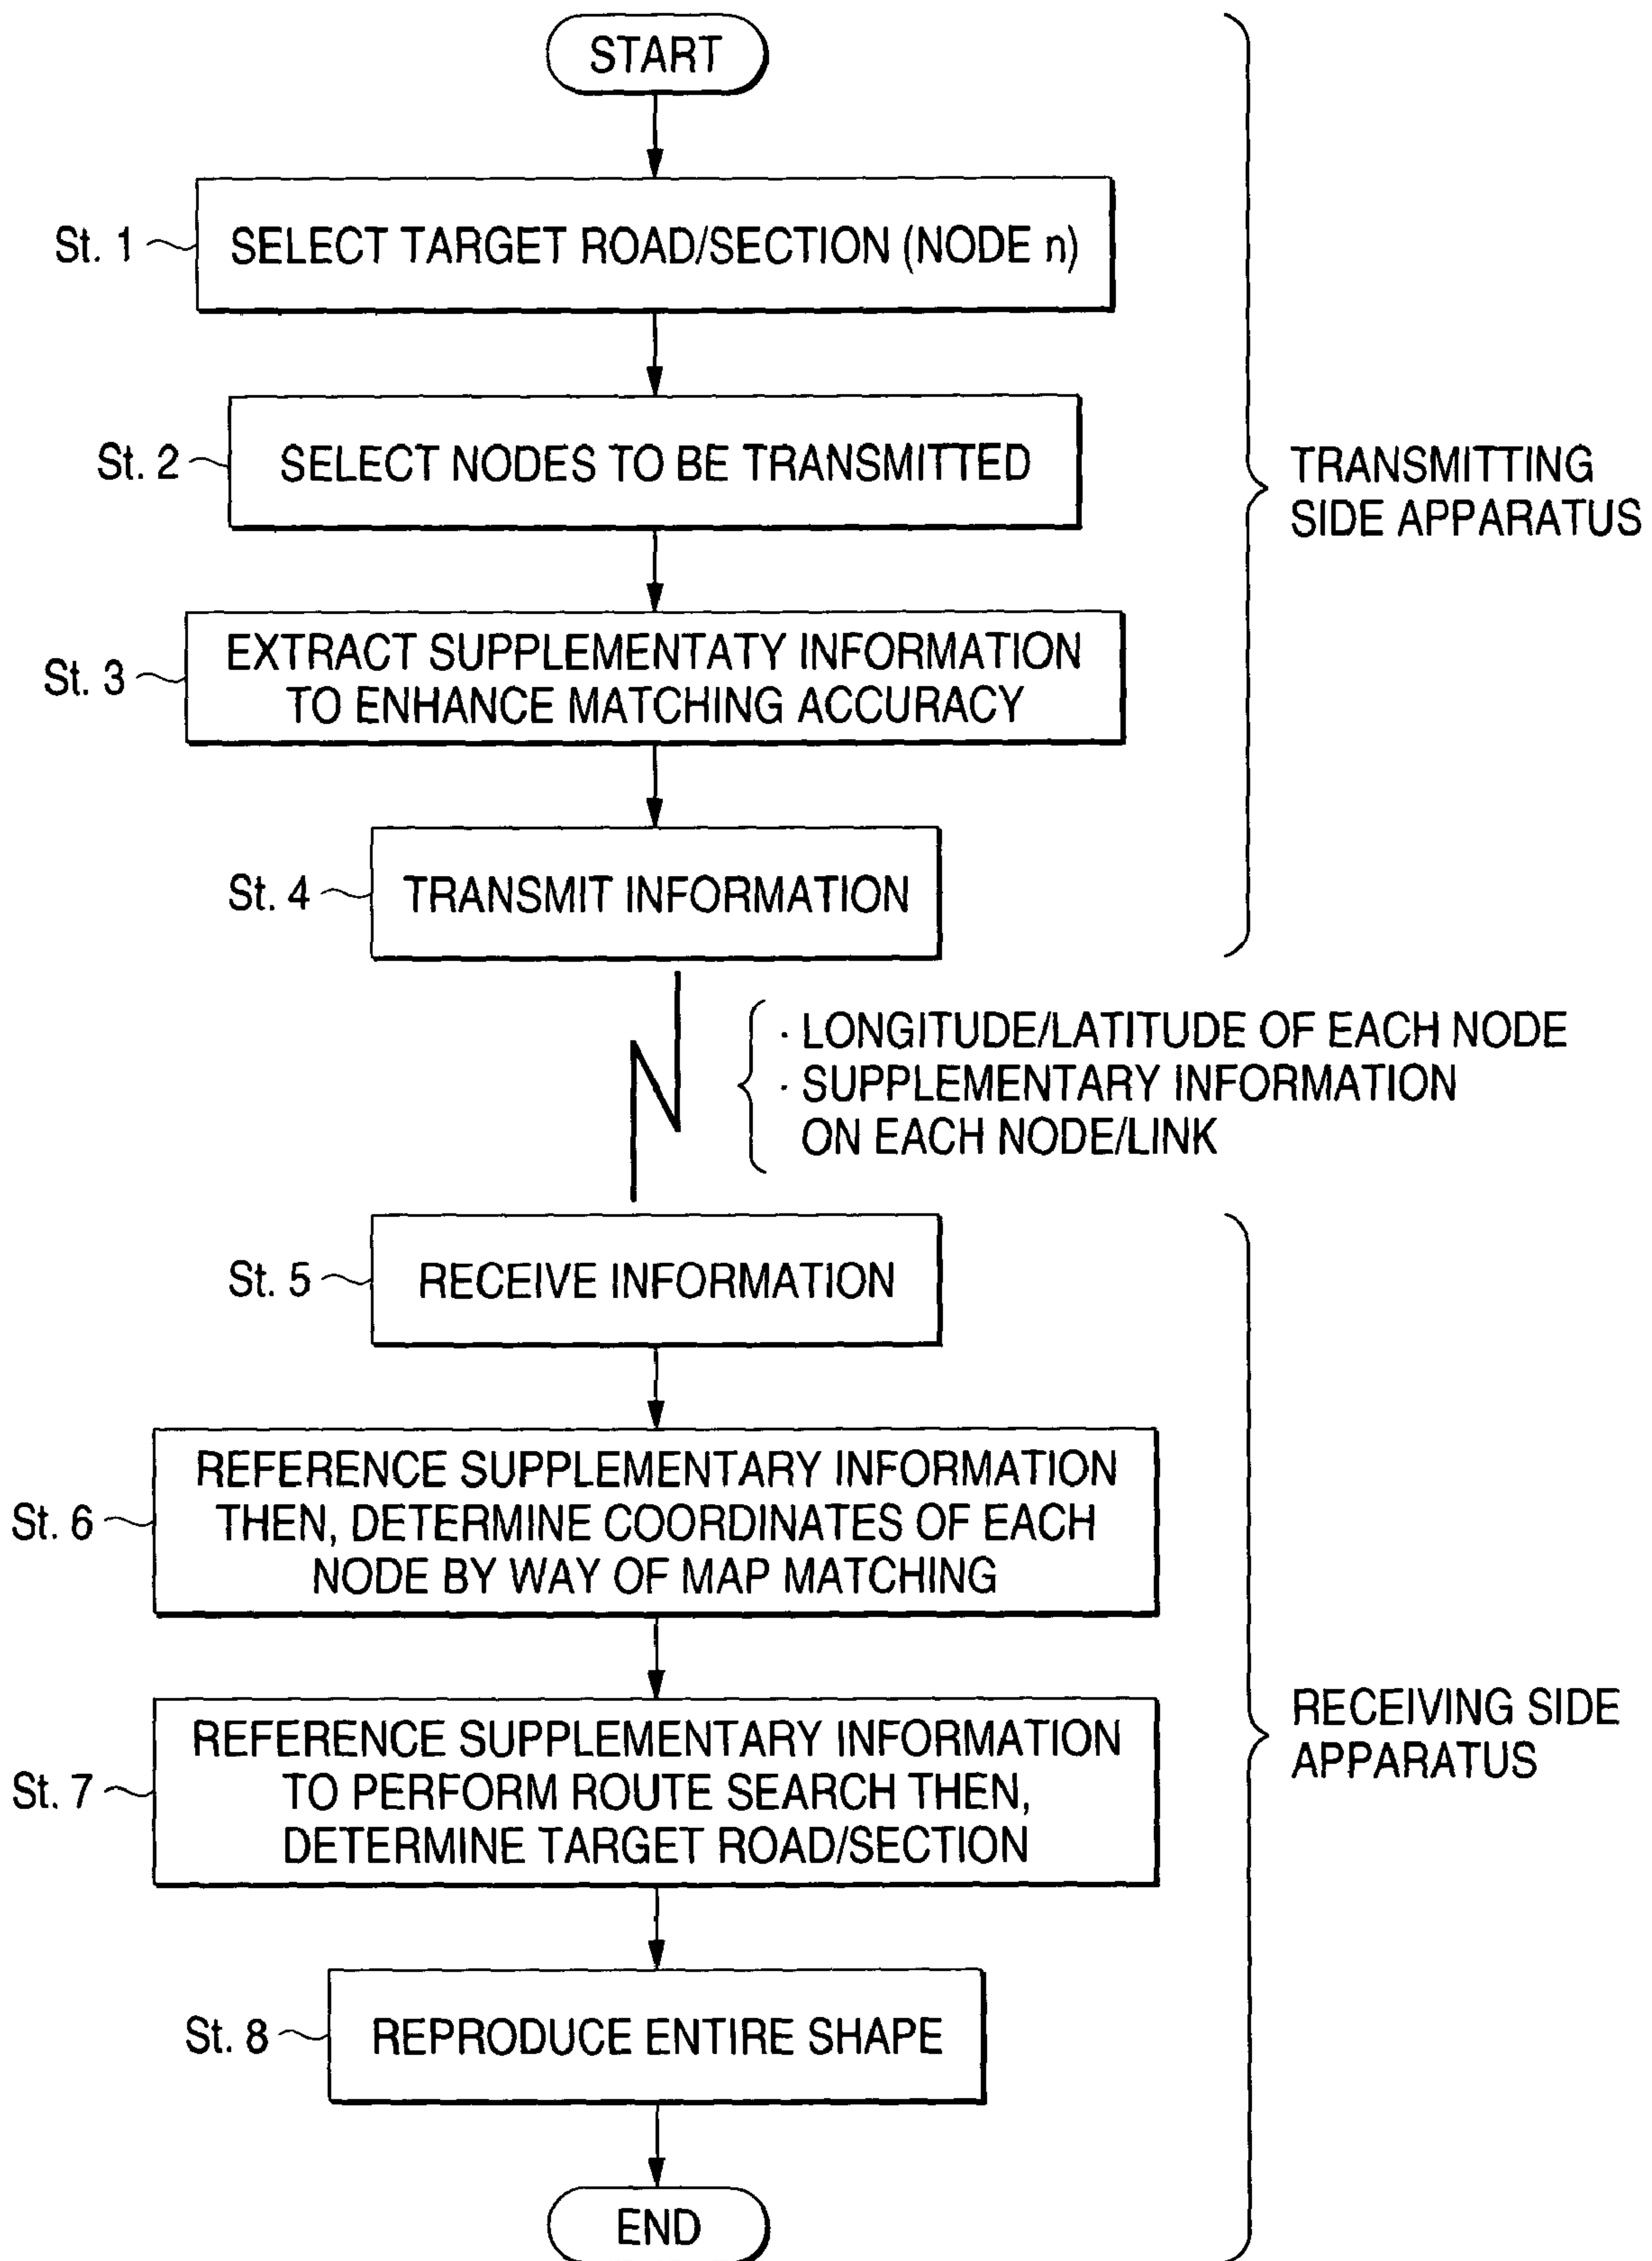 START
St. 1
SELECT TARGET ROAD/SECTION (NODE n)
St. 2
SELECT NODES TO BE TRANSMITTED
TRANSMITTING
SIDE APPARATUS
St. 3
EXTRACT SUPPLEMENTATY INFORMATION
TO ENHANCE MATCHING ACCURACY
St. 4
TRANSMIT INFORMATION
· LONGITUDE/LATITUDE OF EACH NODE
· SUPPLEMENTARY INFORMATION
ON EACH NODE/LINK
St. 5
RECEIVE INFORMATION
St. 6
REFERENCE SUPPLEMENTARY INFORMATION
THEN, DETERMINE COORDINATES OF EACH
NODE BY WAY OF MAP MATCHING
St. 7
REFERENCE SUPPLEMENTARY INFORMATION
TO PERFORM ROUTE SEARCH THEN,
DETERMINE TARGET ROAD/SECTION
RECEIVING SIDE
APPARATUS
St. 8
REPRODUCE ENTIRE SHAPE
END